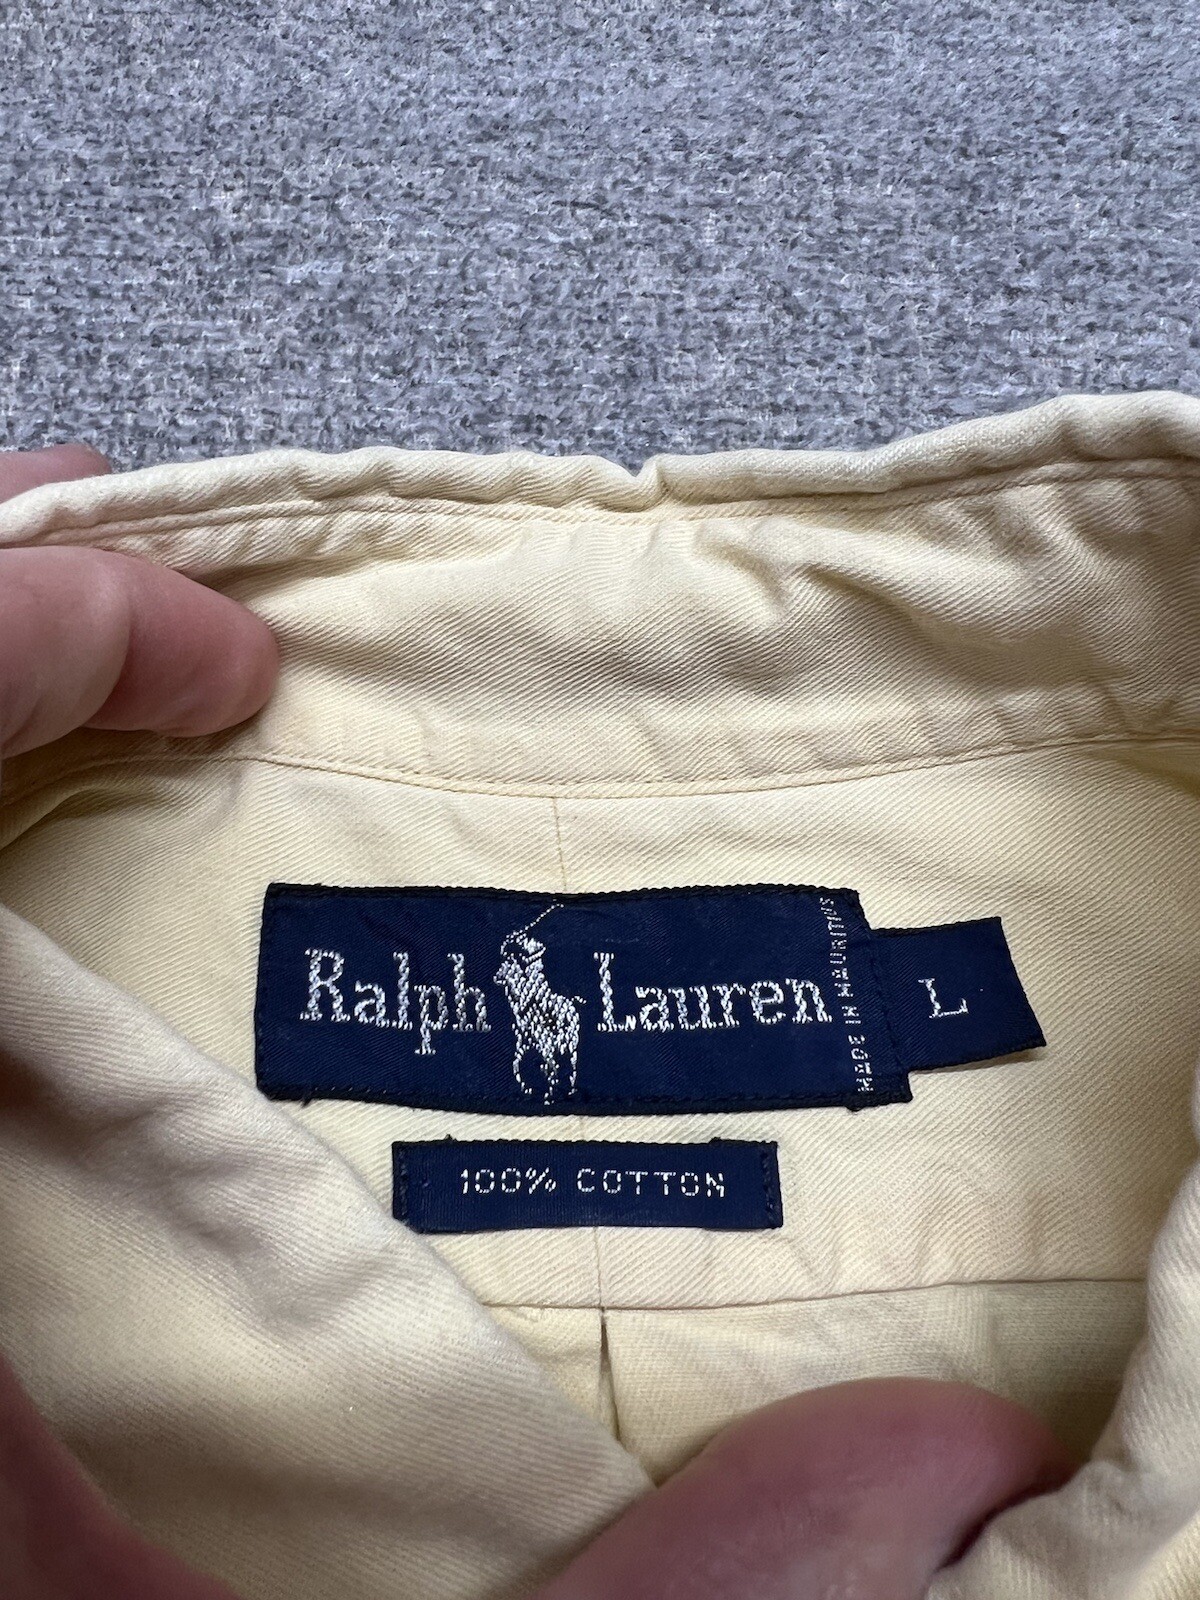 Ralph Lauren
MADE IN MAURITIUS
L
100% COTTON